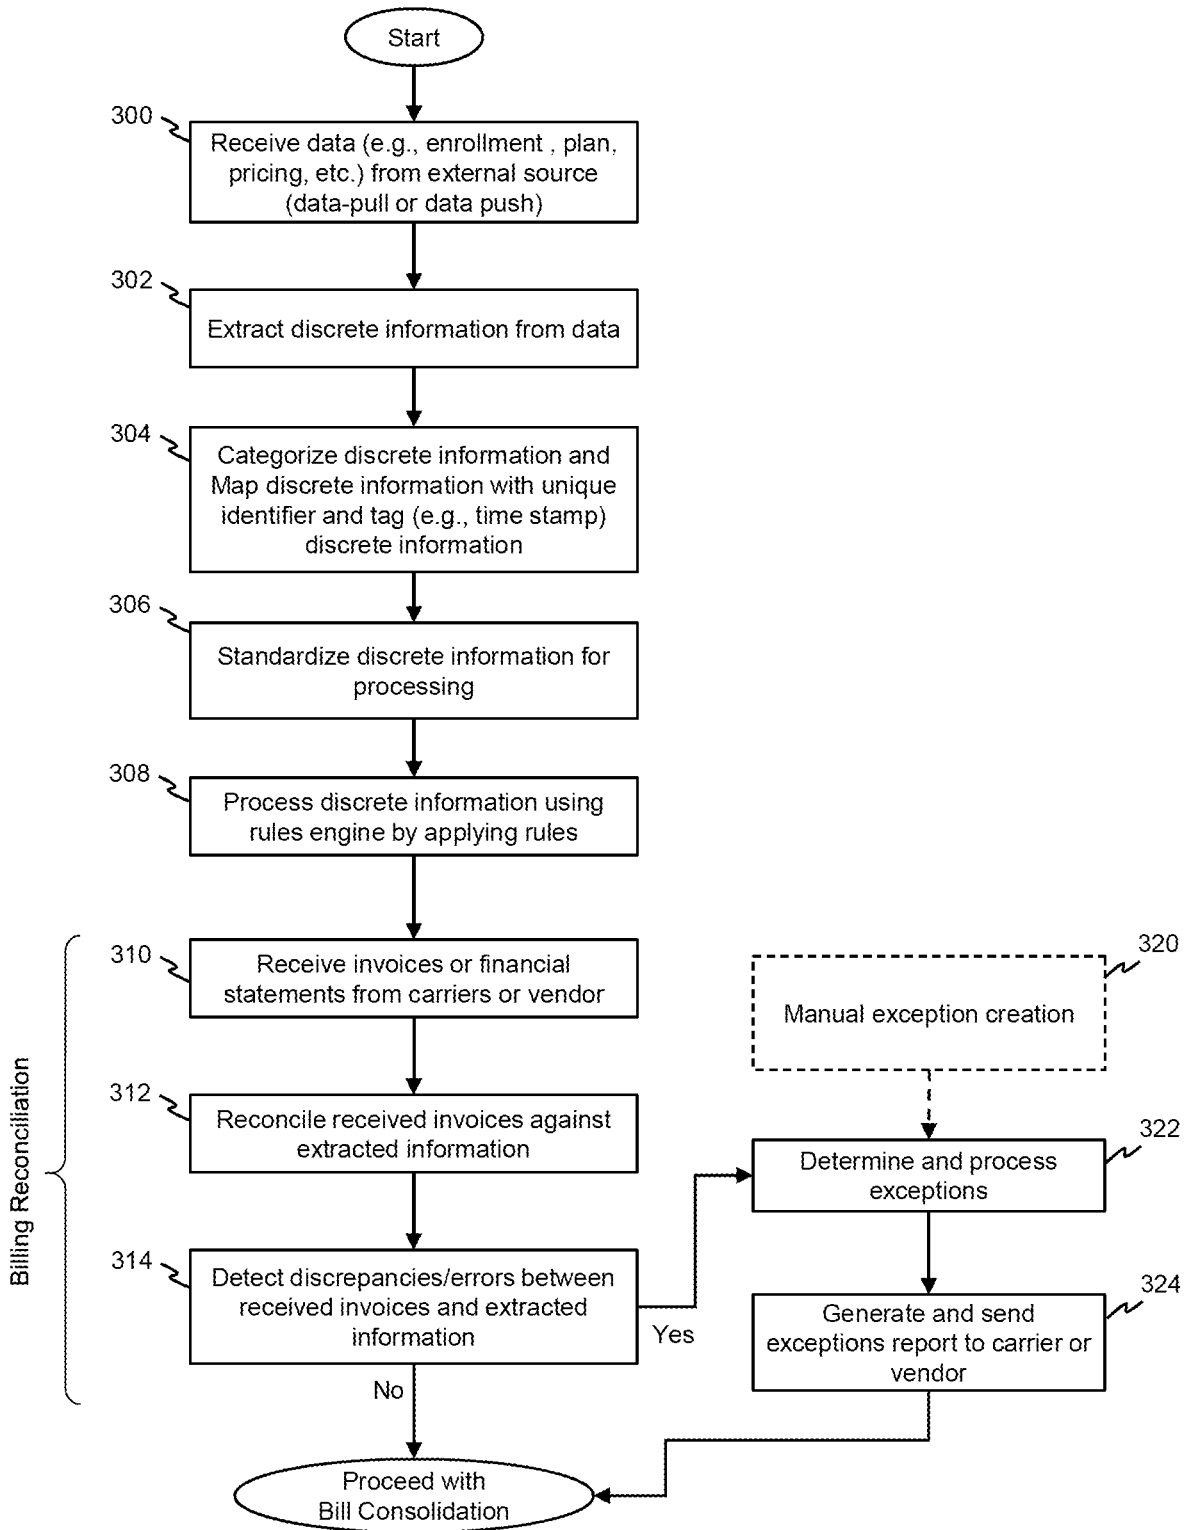 Start
300
Receive data (e.g., enrollment , plan,
pricing, etc.) from external source
(data-pull or data push)
302
Extract discrete information from data
304
Categorize discrete information and
Map discrete information with unique
identifier and tag (e.g., time stamp)
discrete information
306
Standardize discrete information for
processing
308
Process discrete information using
rules engine by applying rules
Billing Reconciliation
310
Receive invoices or financial
statements from carriers or vendor
312
Reconcile received invoices against
extracted information
314
Detect discrepancies/errors between
received invoices and extracted
information
Yes
No
320
Manual exception creation
322
Determine and process
exceptions
324
Generate and send
exceptions report to carrier or
vendor
Proceed with
Bill Consolidation